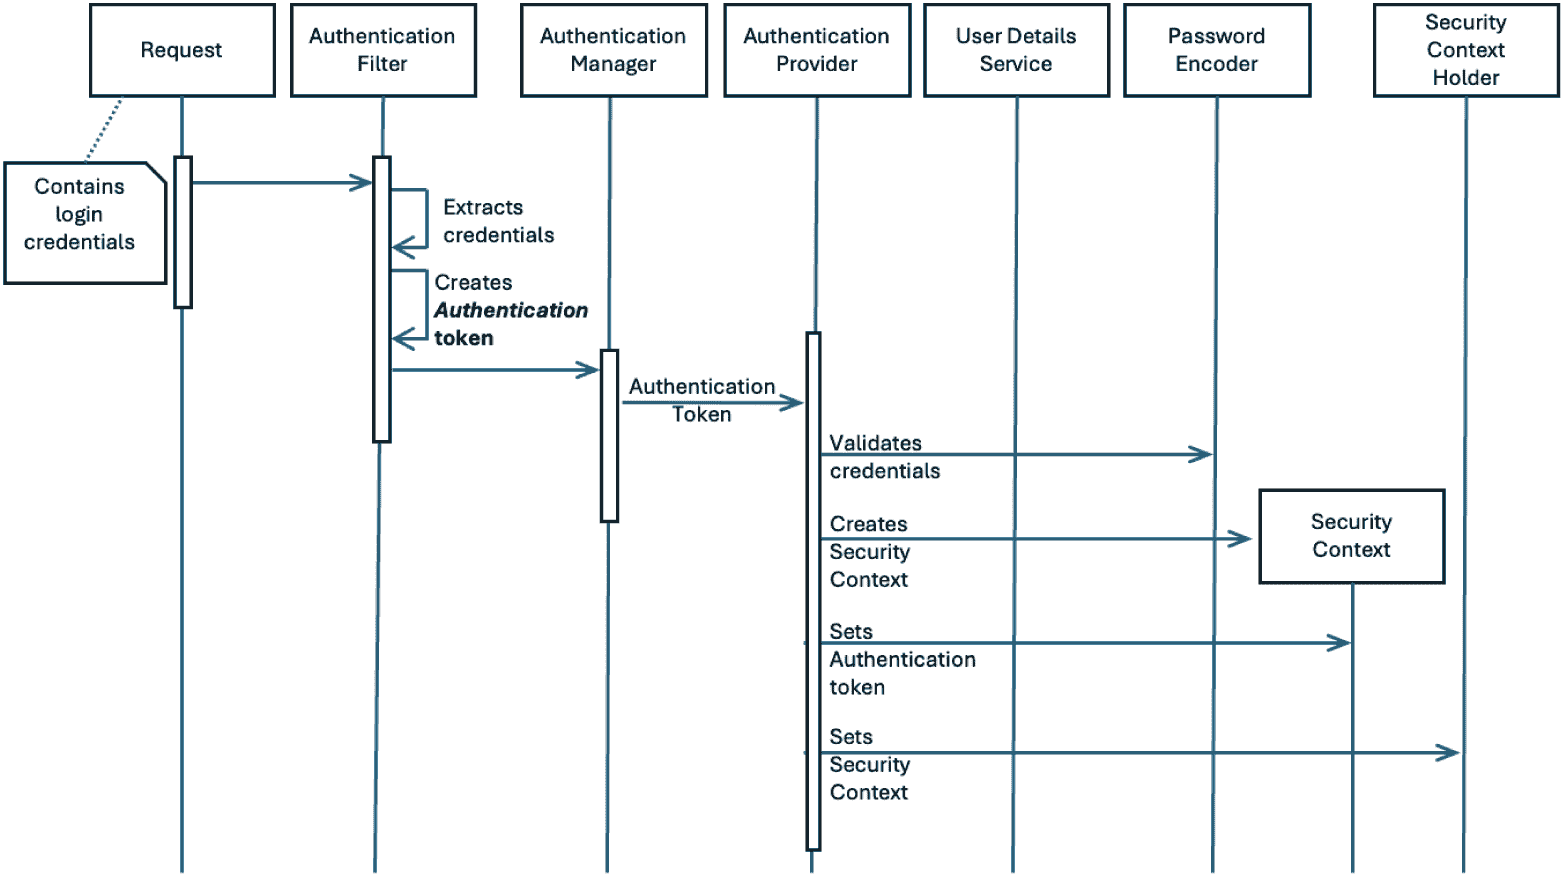 Request
Authentication
Filter
Authentication
Manager
Authentication
Provider
User Details
Service
Password
Encoder
Security
Context
Holder
Contains
login
credentials
Extracts
credentials
Creates
Authentication
token
Authentication
Token
Validates
credentials
Creates
Security
Context
Security
Context
Sets
Authentication
token
Sets
Security
Context